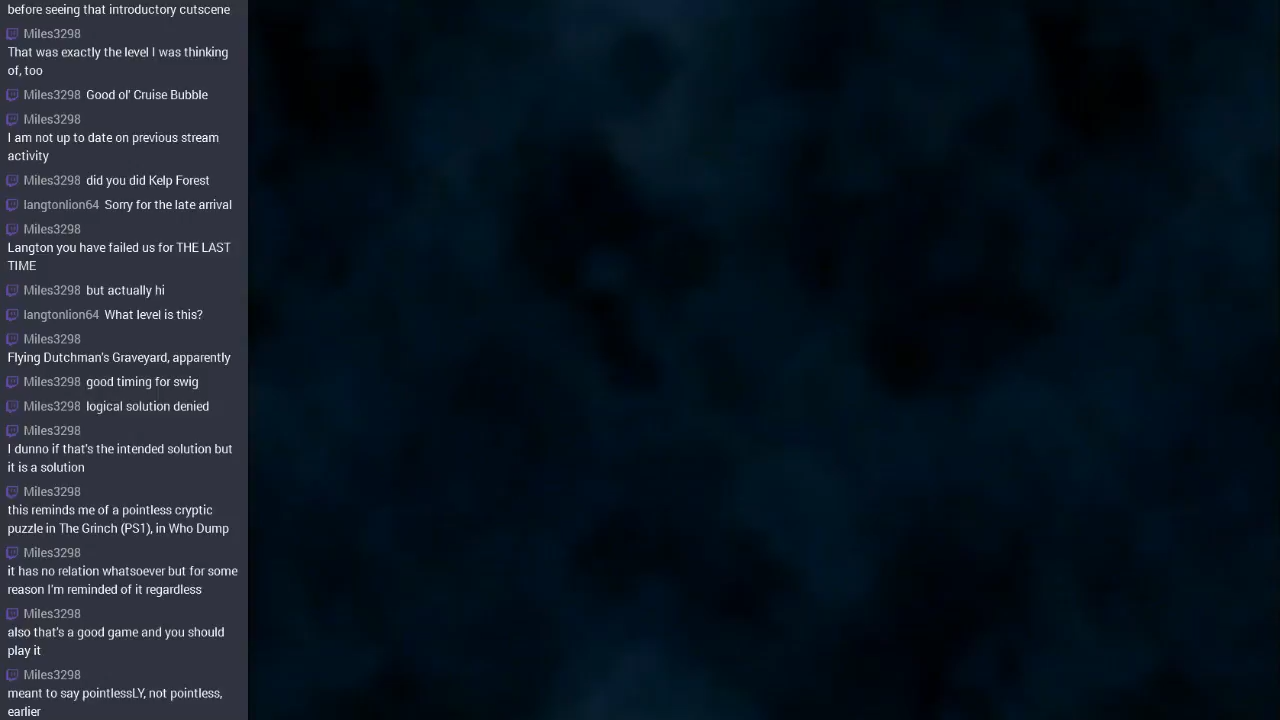 before seeing that introductory cutscene
Miles3298
That was exactly the level I was thinking
of, too
Miles3298 Good ol' Cruise Bubble
Miles3298
I am not up to date on previous stream
activity
Miles3298 did you did Kelp Forest
langtonlion64 Sorry for the late arrival
Miles3298
Langton you have failed us for THE LAST
TIME
Miles3298 but actually hi
langtonlion64 What level is this?
Miles3298
Flying Dutchman's Graveyard, apparently
Miles3298 good timing for swig
Miles3298 logical solution denied
Miles3298
I dunno if that's the intended solution but
it is a solution
Miles3298
this reminds me of a pointless cryptic
puzzle in The Grinch (PS1), in Who Dump
Miles3298
it has no relation whatsoever but for some
reason I'm reminded of it regardless
Miles3298
also that's a good game and you should
play it
Miles3298
meant to say pointlessLY, not pointless,
earlier